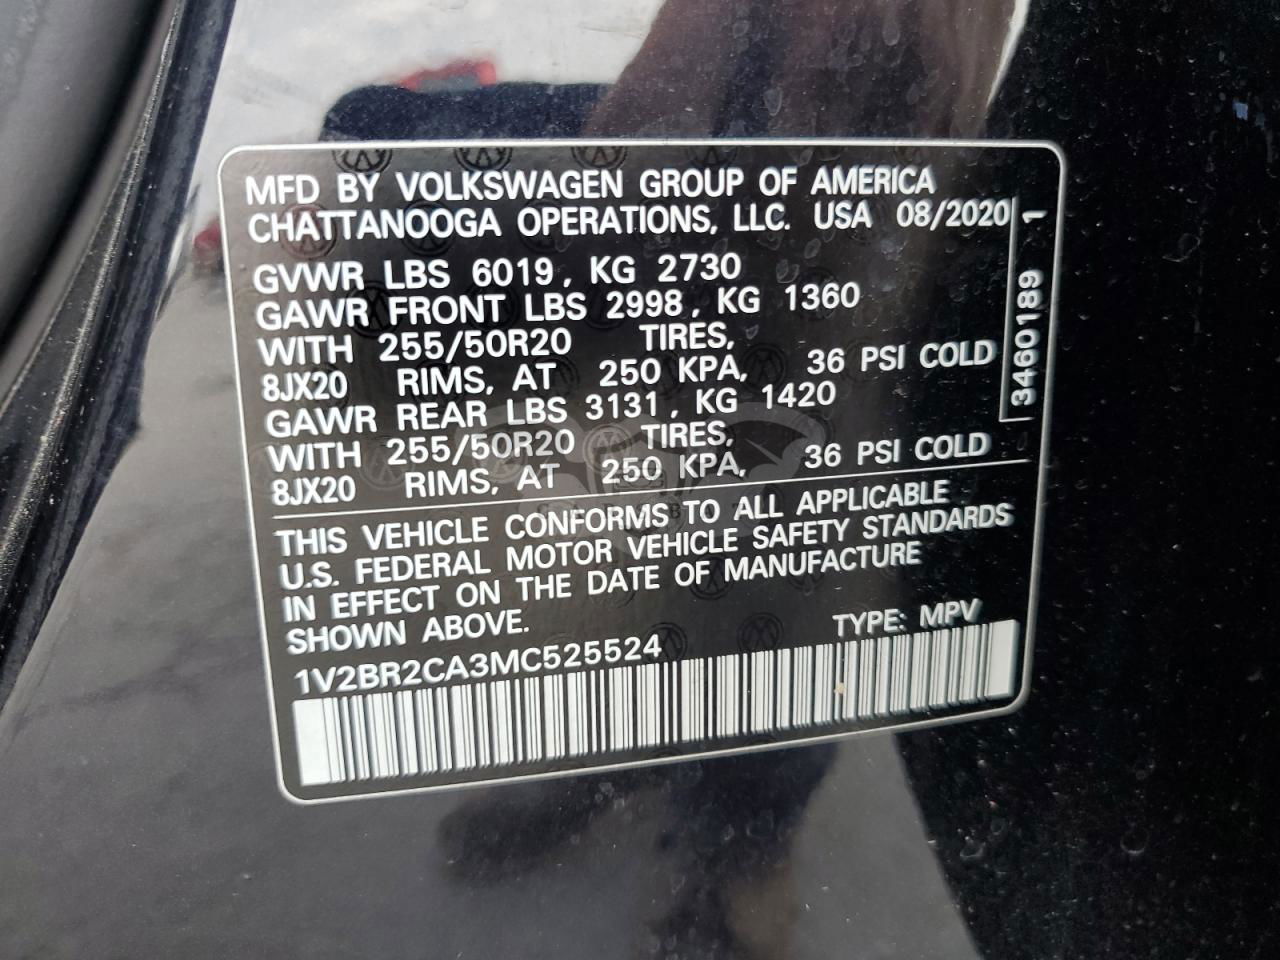 MFD BY VOLKSWAGEN GROUP OF AMERICA
CHATTANOOGA OPERATIONS, LLC. USA 08/2020
GVWR LBS 6019, KG 2730
GAWR FRONT LBS 2998, KG 1360
WITH 255/50R20 TIRES,
8JX20 RIMS, AT 250 KPA, 36 PSI COLD
GAWR REAR LBS 3131, KG 1420
WITH 255/50R20 TIRES,
8JX20 RIMS, AT 250 KPA, 36 PSI COLD
3460189 1
THIS VEHICLE CONFORMS TO ALL APPLICABLE
U.S. FEDERAL MOTOR VEHICLE SAFETY STANDARDS
IN EFFECT ON THE DATE OF MANUFACTURE
SHOWN ABOVE.
TYPE: MPV
1V2BR2CA3MC525524